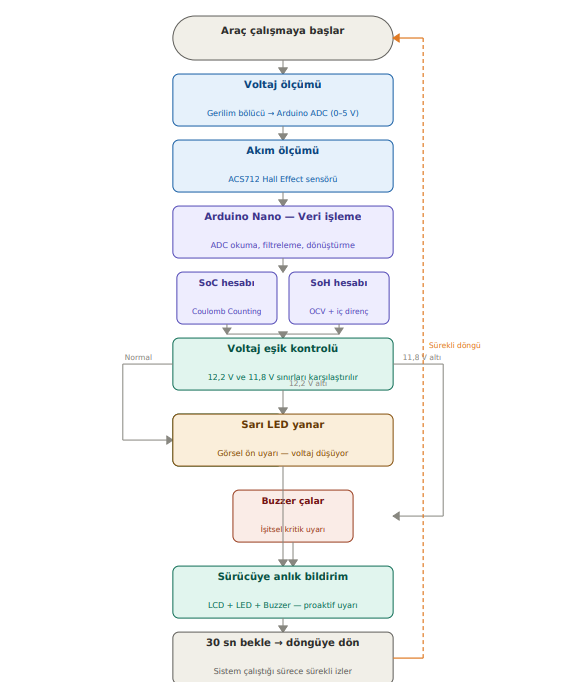 Araç çalışmaya başlar
Voltaj ölçümü
Gerilim bölücü → Arduino ADC (0–5 V)
Akım ölçümü
ACS712 Hall Effect sensörü
Arduino Nano — Veri işleme
ADC okuma, filtreleme, dönüştürme
SoC hesabı
Coulomb Counting
SoH hesabı
OCV + iç direnç
Sürekli döngü
Voltaj eşik kontrolü
Normal
11,8 V altı
12,2 V ve 11,8 V sınırları karşılaştırılır
12,2 V altı
Sarı LED yanar
Görsel ön uyarı — voltaj düşüyor
Buzzer çalar
İşitsel kritik uyarı
Sürücüye anlık bildirim
LCD + LED + Buzzer — proaktif uyarı
30 sn bekle → döngüye dön
Sistem çalıştığı sürece sürekli izler